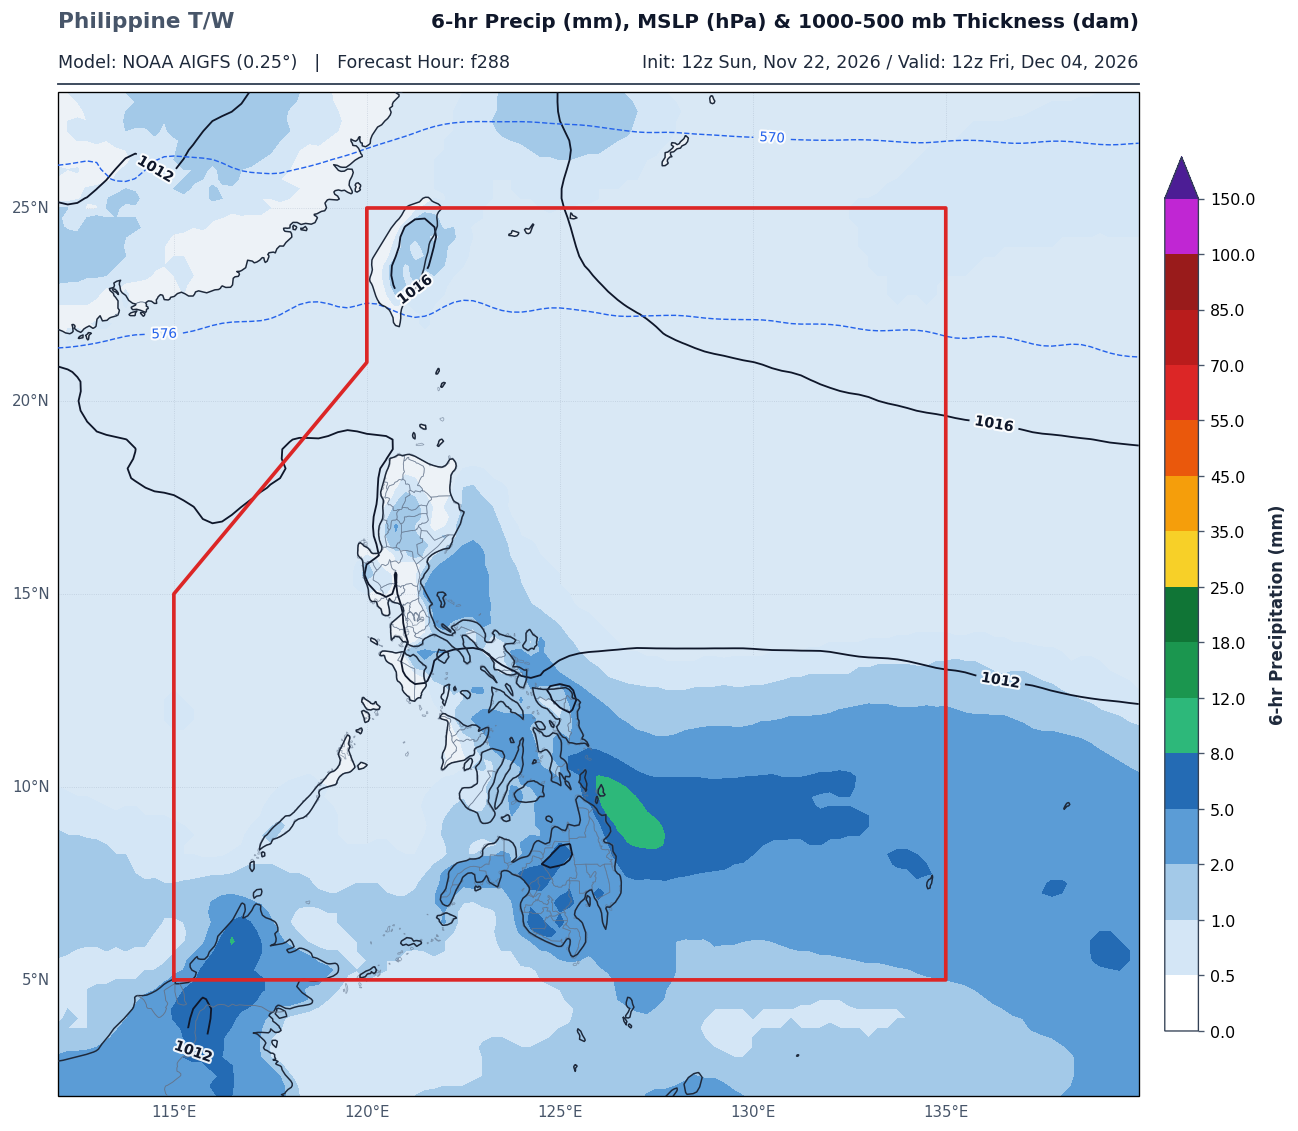 Philippine T/W
6-hr Precip (mm), MSLP (hPa) & 1000-500 mb Thickness (dam)
Model: NOAA AIGFS (0.25°) | Forecast Hour: f288
Init: 12z Sun, Nov 22, 2026 / Valid: 12z Fri, Dec 04, 2026
570
1012
25°N
1016
576
20°N
1016
15°N
1012
10°N
5°N
1012
115°E
120°E
125°E
130°E
135°E
150.0
100.0
85.0
70.0
55.0
45.0
35.0
25.0
18.0
12.0
8.0
5.0
2.0
1.0
0.5
0.0
6-hr Precipitation (mm)